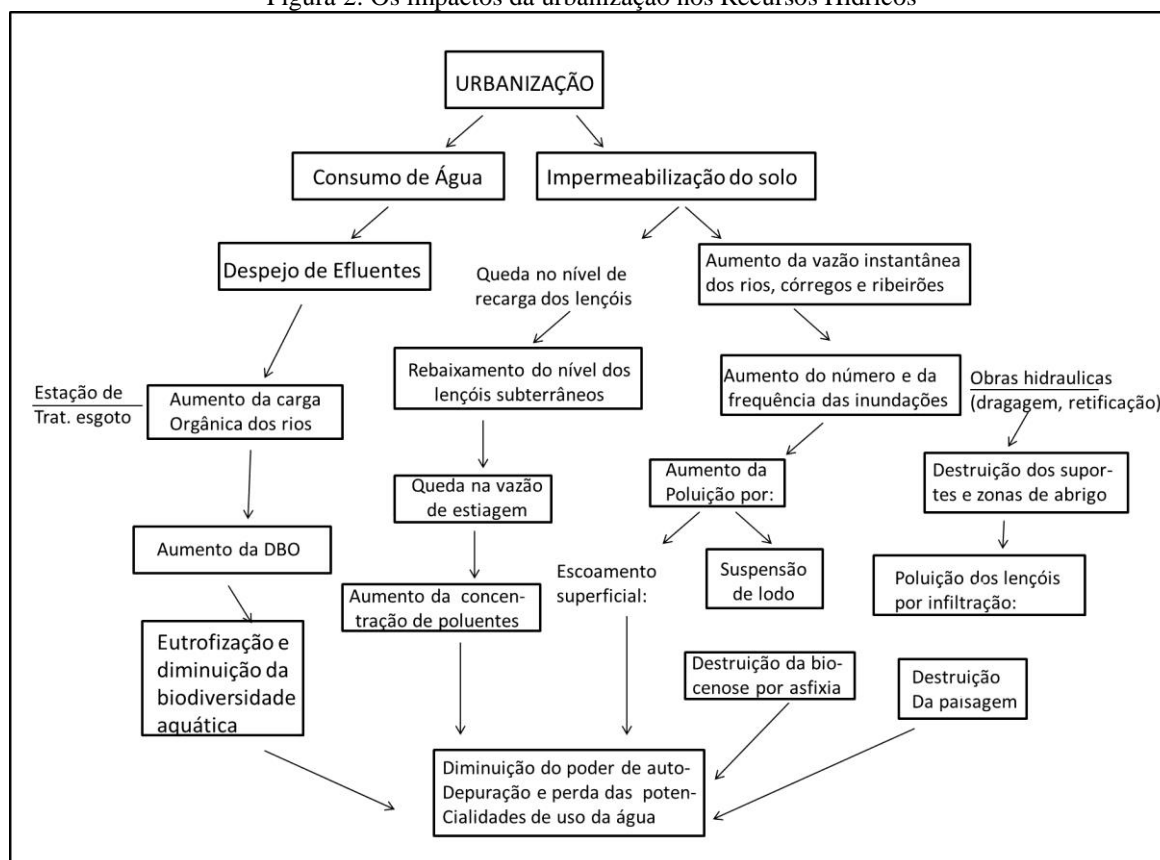 Figura 2: Os impactos da urbanização nos Recursos Hídricos
URBANIZAÇÃO
Consumo de Água
Impermeabilização do solo
Despejo de Efluentes
Queda no nível de
recarga dos lençóis
Aumento da vazão instantânea
dos rios, córregos e ribeirões
Estação de
Trat. esgoto
Aumento da carga
Orgânica dos rios
Rebaixamento do nível dos
lençóis subterrâneos
Aumento do número e da
frequência das inundações
Obras hidraulicas
(dragagem, retificação)
Queda na vazão
de estiagem
Aumento da
Poluição por:
Destruição dos supor-
tes e zonas de abrigo
Aumento da DBO
Escoamento
superficial:
Suspensão
de lodo
Poluição dos lençóis
por infiltração:
Aumento da concen-
tração de poluentes
Eutrofização e
diminuição da
biodiversidade
aquática
Destruição da bio-
cenose por asfixia
Destruição
Da paisagem
Diminuição do poder de auto-
Depuração e perda das poten-
Cialidades de uso da água